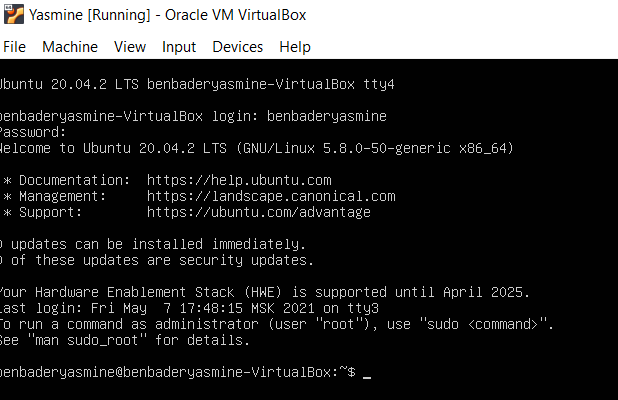 Yasmine [Running] - Oracle VM VirtualBox
File Machine View Input Devices Help
Ubuntu 20.04.2 LTS benbaderyasmine-VirtualBox tty4
benbaderyasmine-VirtualBox login: benbaderyasmine
Password:
Welcome to Ubuntu 20.04.2 LTS (GNU/Linux 5.8.0-50-generic x86_64)
* Documentation: https://help.ubuntu.com
* Management: https://landscape.canonical.com
* Support: https://ubuntu.com/advantage
0 updates can be installed immediately.
0 of these updates are security updates.
Your Hardware Enablement Stack (HWE) is supported until April 2025.
Last login: Fri May 7 17:48:15 MSK 2021 on tty3
To run a command as administrator (user "root"), use "sudo <command>".
See "man sudo_root" for details.
benbaderyasmine@benbaderyasmine-VirtualBox:~$ _